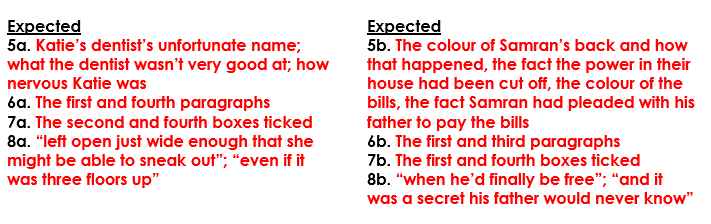 Expected
5a. Katie's dentist's unfortunate name;
what the dentist wasn't very good at; how
nervous Katie was
6a. The first and fourth paragraphs
7a. The second and fourth boxes ticked
8a. “left open just wide enough that she
might be able to sneak out”; “even if it
was three floors up”
Expected
5b. The colour of Samran's back and how
that happened, the fact the power in their
house had been cut off, the colour of the
bills, the fact Samran had pleaded with his
father to pay the bills
6b. The first and third paragraphs
7b. The first and fourth boxes ticked
8b. “when he'd finally be free”; “and it
was a secret his father would never know”